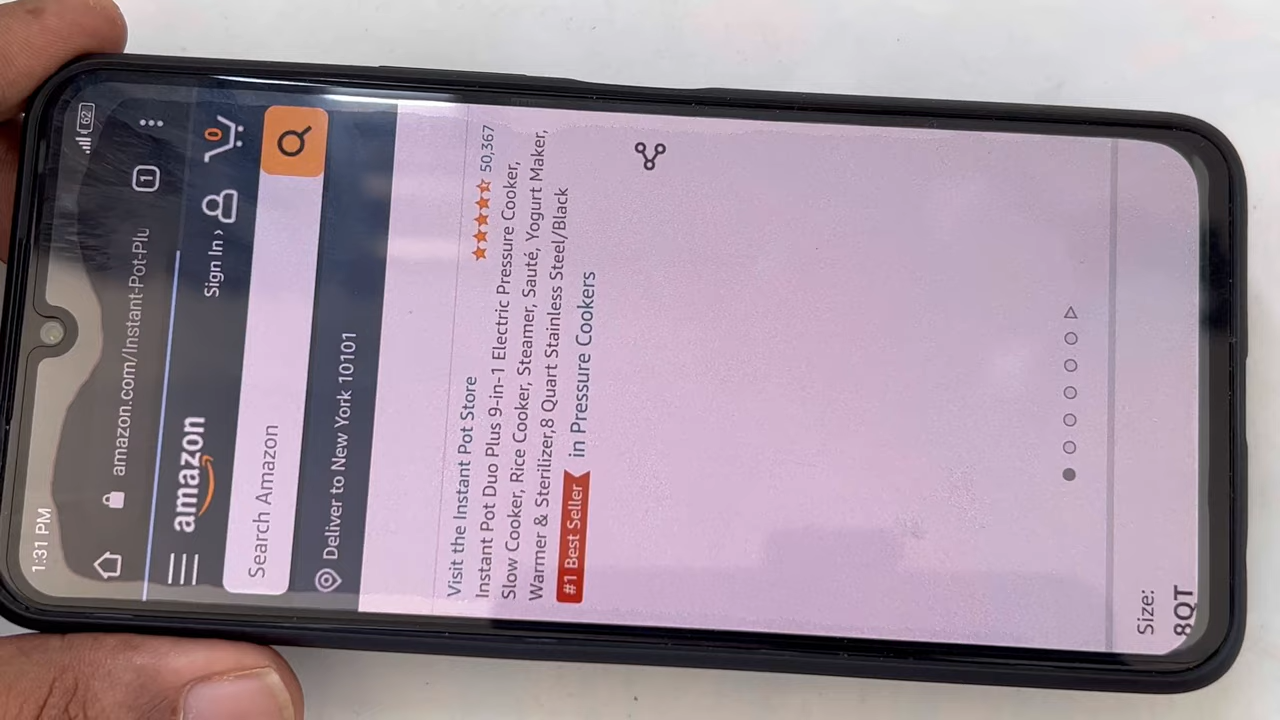 1:31 PM
62
amazon.com/Instant-Pot-Plu
1
amazon
Sign In ›
0
Search Amazon
Deliver to New York 10101
Visit the Instant Pot Store
50,367
Instant Pot Duo Plus 9-in-1 Electric Pressure Cooker,
Slow Cooker, Rice Cooker, Steamer, Sauté, Yogurt Maker,
Warmer & Sterilizer,8 Quart Stainless Steel/Black
#1 Best Seller in Pressure Cookers
Size:
8QT